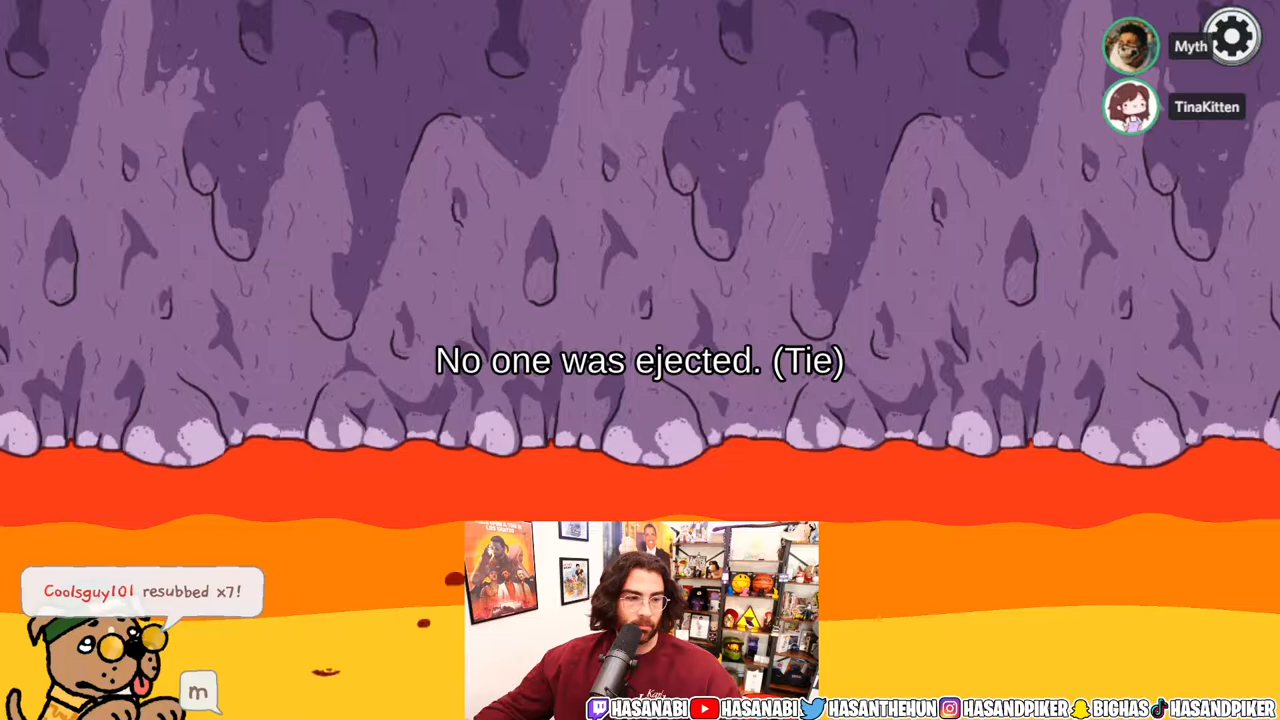 Myth
TinaKitten
No one was ejected. (Tie)
Coolsguy101 resubbed x7!
m
HASANABI HASANABI HASANTHEHUN HASANDPIKER BIGHAS HASANDPIKER